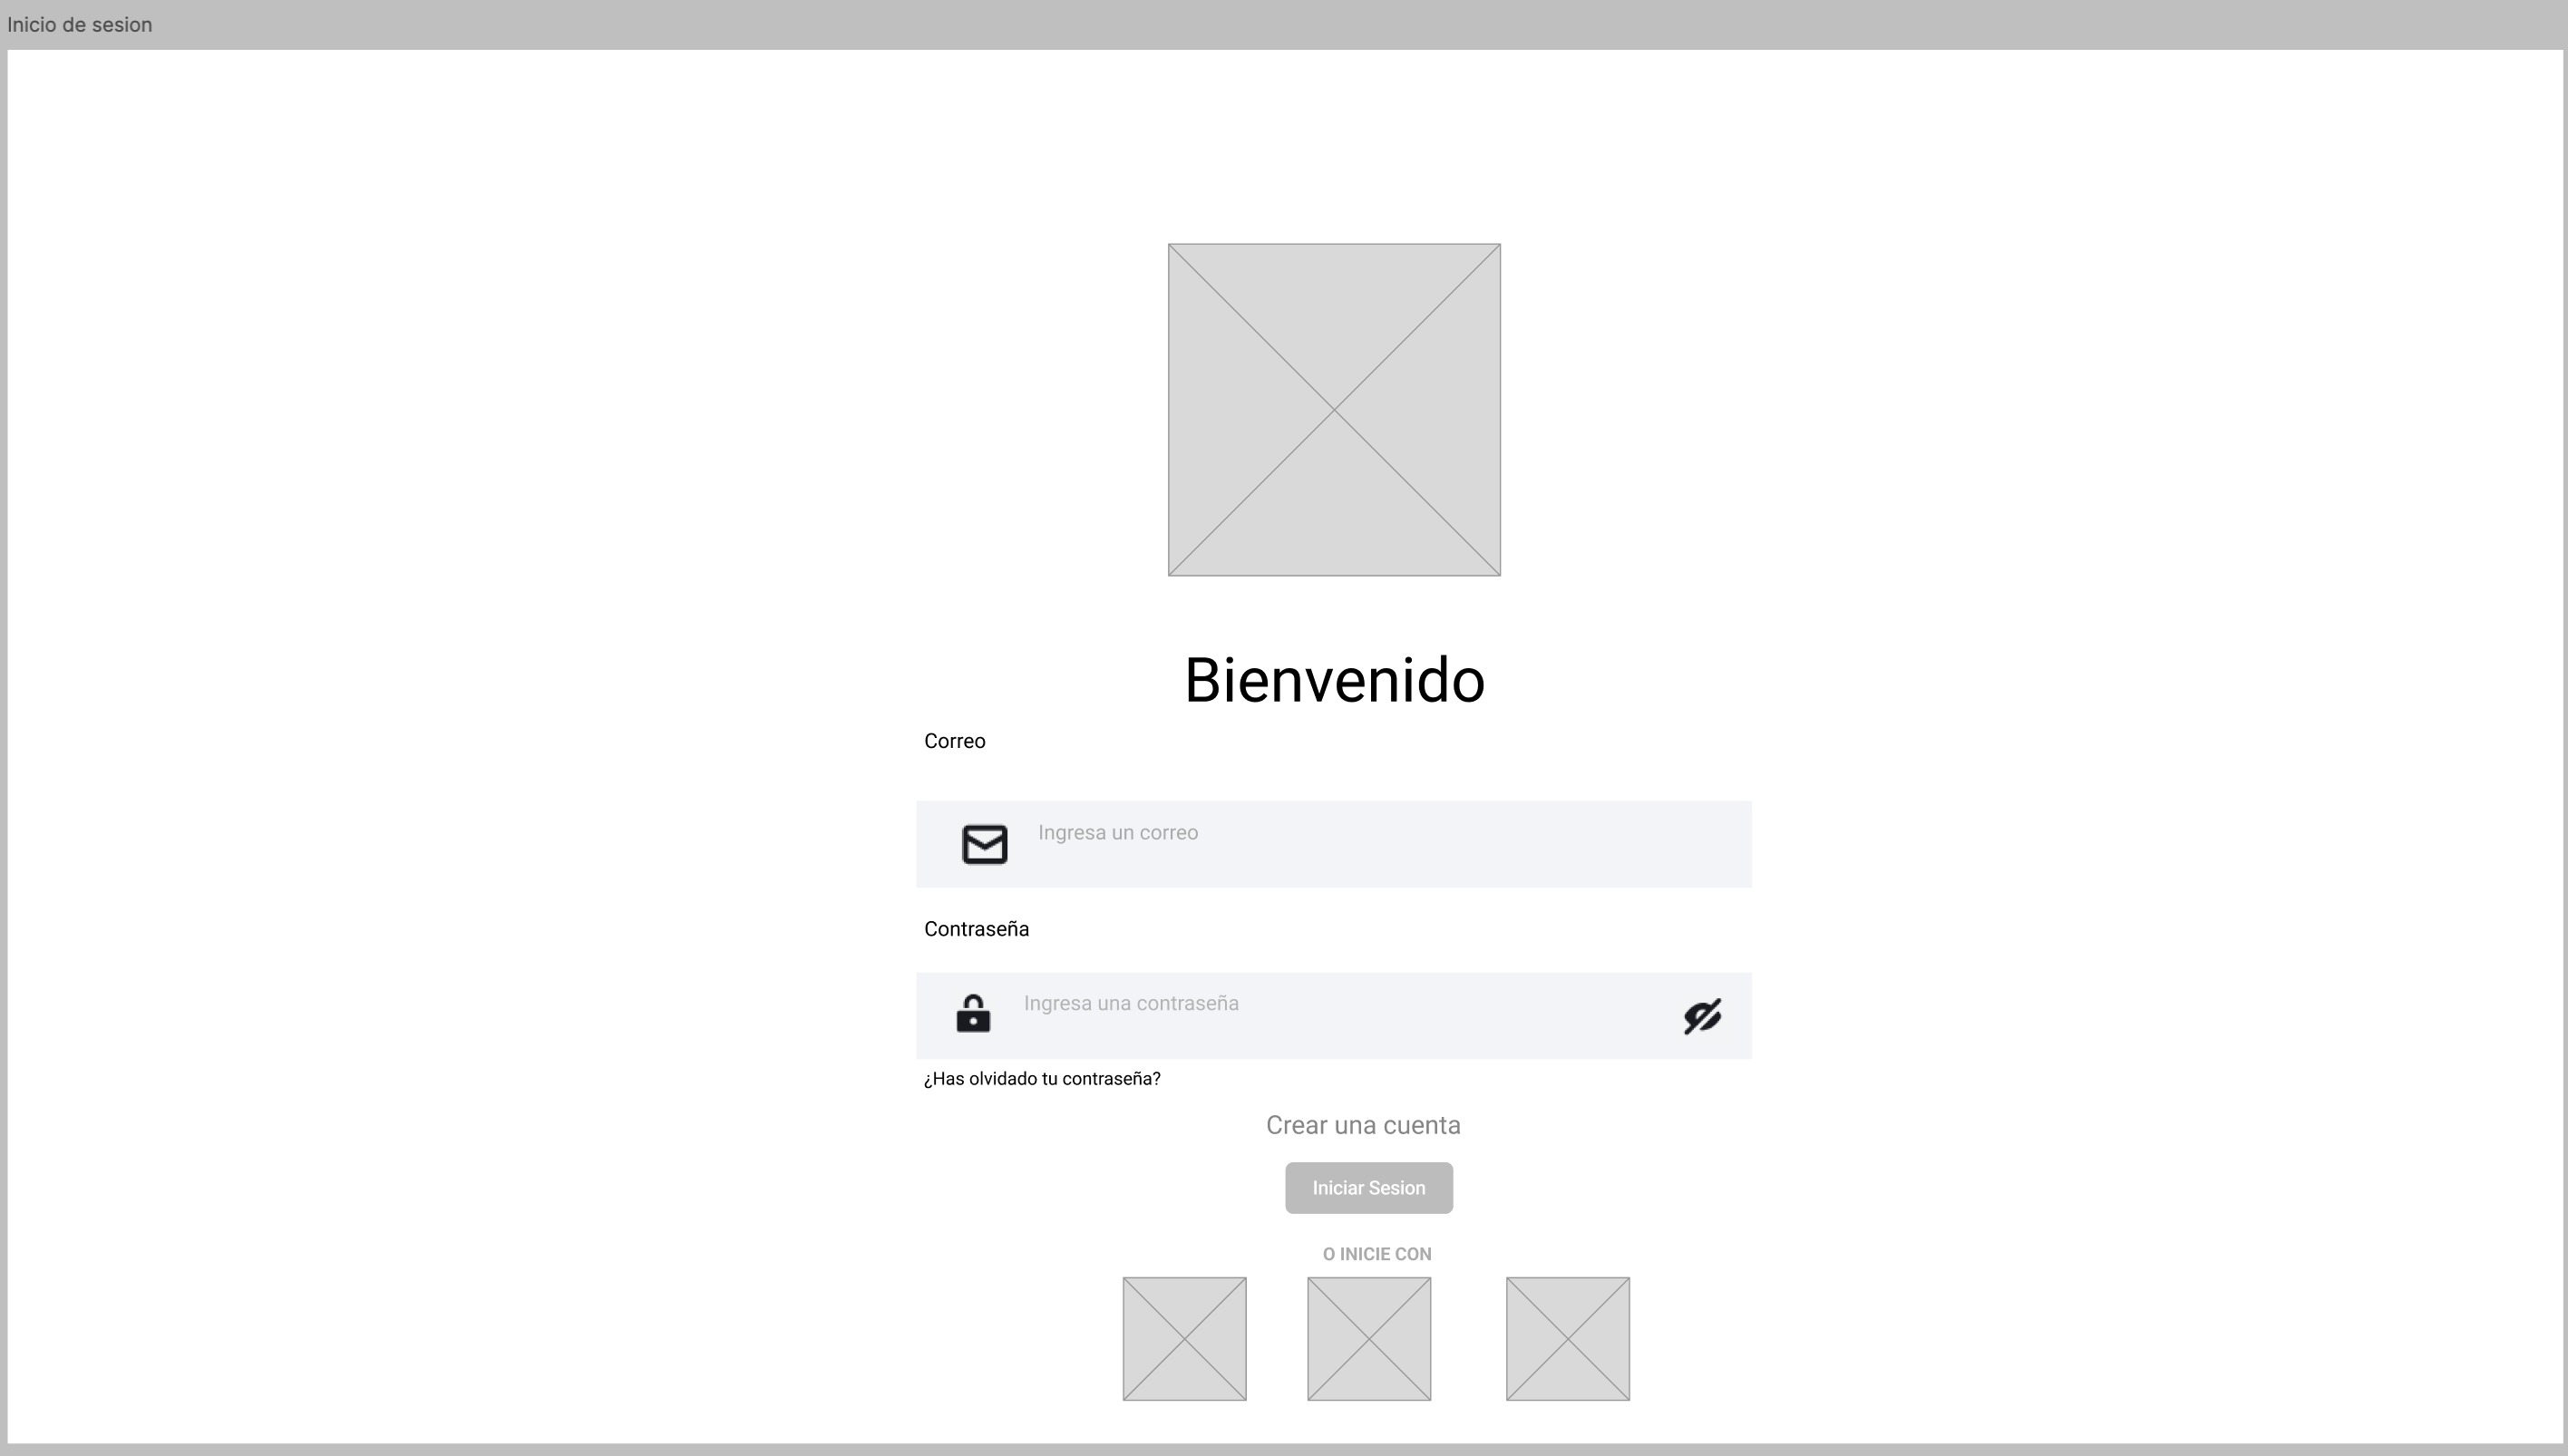 Inicio de sesion
Bienvenido
Correo
Ingresa un correo
Contraseña
Ingresa una contraseña
¿Has olvidado tu contraseña?
Crear una cuenta
Iniciar Sesion
O INICIE CON